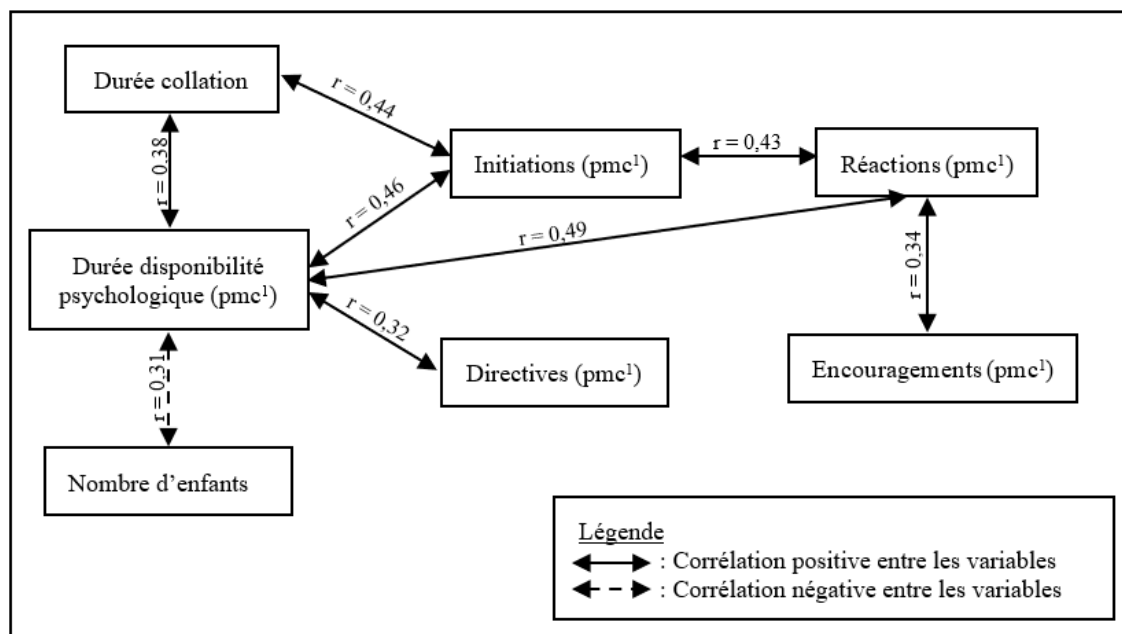 Durée collation
r = 0,44
r = 0,38
Initiations (pmc¹)
r = 0,43
Réactions (pmc¹)
r = 0,46
r = 0,49
Durée disponibilité
psychologique (pmc¹)
r = 0,34
r = 0,32
Directives (pmc¹)
Encouragements (pmc¹)
r = 0,31
Nombre d’enfants
Légende
: Corrélation positive entre les variables
: Corrélation négative entre les variables